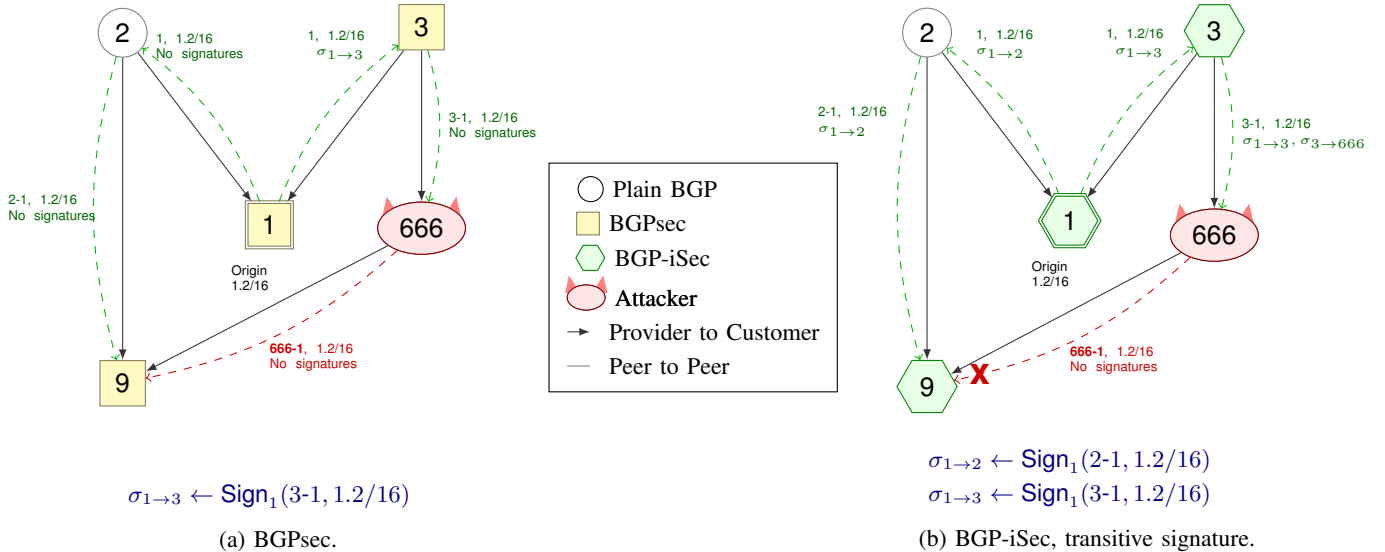 2
1, 1.2/16
No signatures
1, 1.2/16
σ1→3
3
3-1, 1.2/16
No signatures
2-1, 1.2/16
No signatures
1
Origin
1.2/16
666
666-1, 1.2/16
No signatures
9
σ1→3 ← Sign1(3-1, 1.2/16)
(a) BGPsec.
Plain BGP
BGPsec
BGP-iSec
Attacker
Provider to Customer
Peer to Peer
2
1, 1.2/16
σ1→2
1, 1.2/16
σ1→3
3
2-1, 1.2/16
σ1→2
3-1, 1.2/16
σ1→3, σ3→666
1
Origin
1.2/16
666
666-1, 1.2/16
No signatures
X
9
σ1→2 ← Sign1(2-1, 1.2/16)
σ1→3 ← Sign1(3-1, 1.2/16)
(b) BGP-iSec, transitive signature.